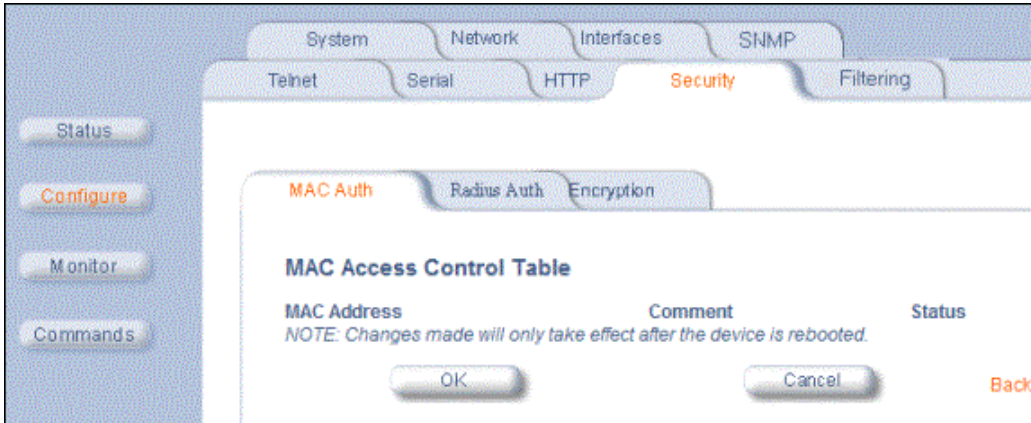 System Network Interfaces SNMP
Telnet Serial HTTP Security Filtering
Status
Configure
Monitor
Commands
MAC Auth Radius Auth Encryption
MAC Access Control Table
MAC Address Comment Status
NOTE: Changes made will only take effect after the device is rebooted.
OK Cancel Back